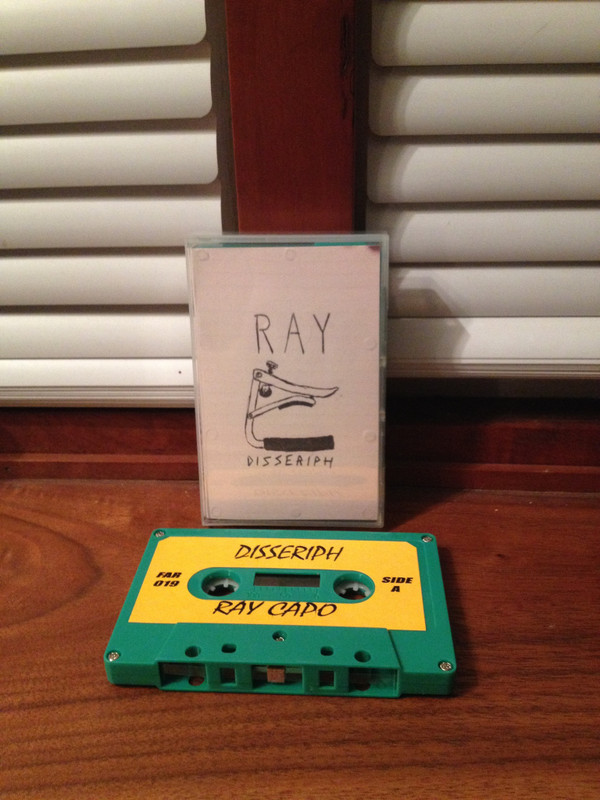 RAY
DISSERIPH
DISSERIPH
FAR
019
SIDE
A
RAY CAPO